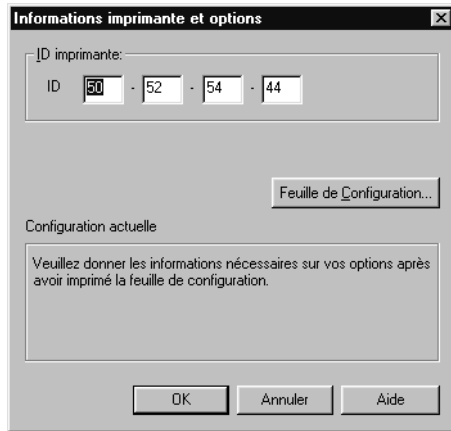 Informations imprimante et options
ID imprimante:
ID 50 - 52 - 54 - 44
Feuille de Configuration...
Configuration actuelle
Veuillez donner les informations nécessaires sur vos options après
avoir imprimé la feuille de configuration.
OK Annuler Aide